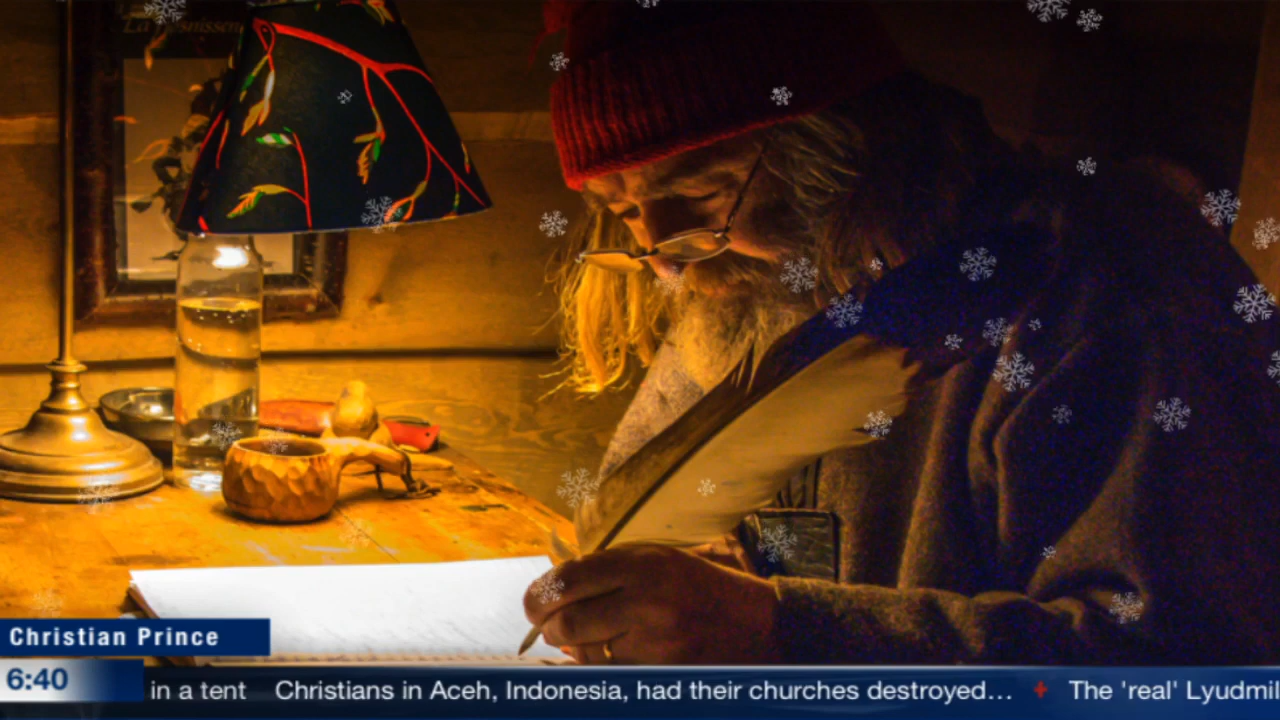 Christian Prince
6:40
in a tent Christians in Aceh, Indonesia, had their churches destroyed... + The 'real' Lyudmil